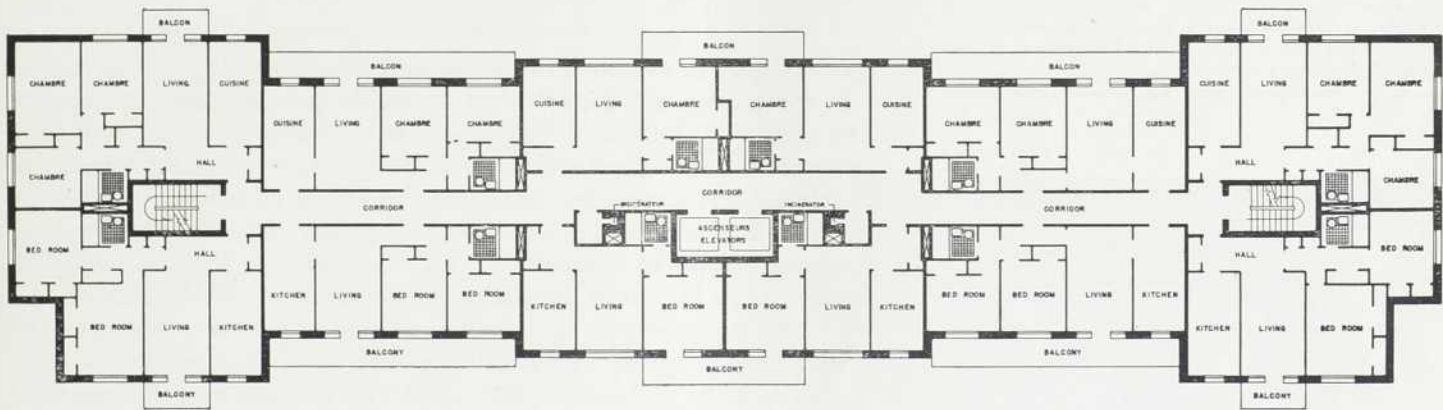 BALCON
BALCON
BALCON
BALCON
BALCON
CHAMBRE
CHAMBRE
LIVING
CUISINE
CUISINE
LIVING
CHAMBRE
CHAMBRE
CUISINE
LIVING
CHAMBRE
CHAMBRE
LIVING
CUISINE
CHAMBRE
CHAMBRE
LIVING
CUISINE
CUISINE
LIVING
CHAMBRE
CHAMBRE
HALL
HALL
CHAMBRE
CHAMBRE
CORRIDOR
CORRIDOR
CORRIDOR
INCINERATOR
ASCENSEURS
ELEVATORS
BED ROOM
HALL
HALL
BED ROOM
BED ROOM
LIVING
KITCHEN
KITCHEN
LIVING
BED ROOM
BED ROOM
KITCHEN
LIVING
BED ROOM
BED ROOM
LIVING
KITCHEN
BED ROOM
BED ROOM
LIVING
KITCHEN
KITCHEN
LIVING
BED ROOM
BALCONY
BALCONY
BALCONY
BALCONY
BALCONY